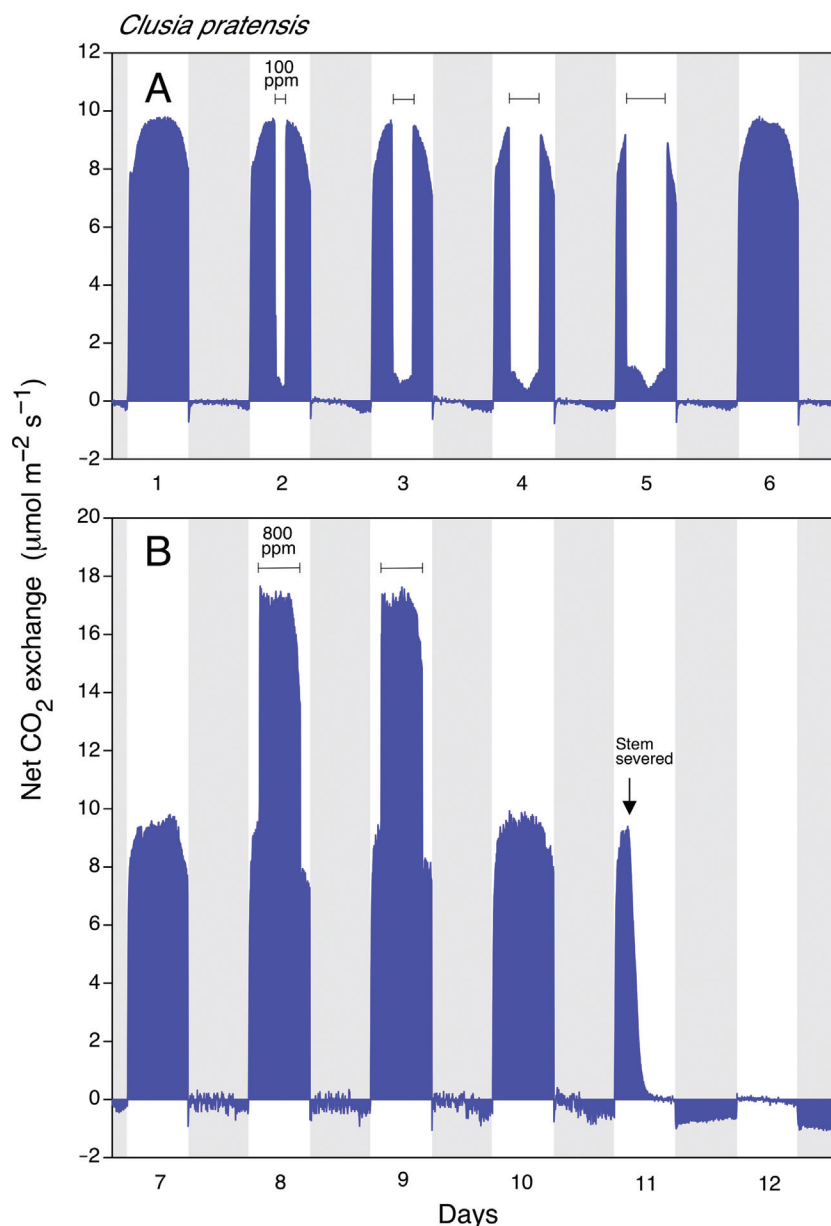 Clusia pratensis
12
10
8
6
4
2
0
−2
A
100
ppm
1 2 3 4 5 6
Net CO₂ exchange (μmol m⁻² s⁻¹)
20
18
16
14
12
10
8
6
4
2
0
−2
B
800
ppm
Stem
severed
7 8 9 10 11 12
Days